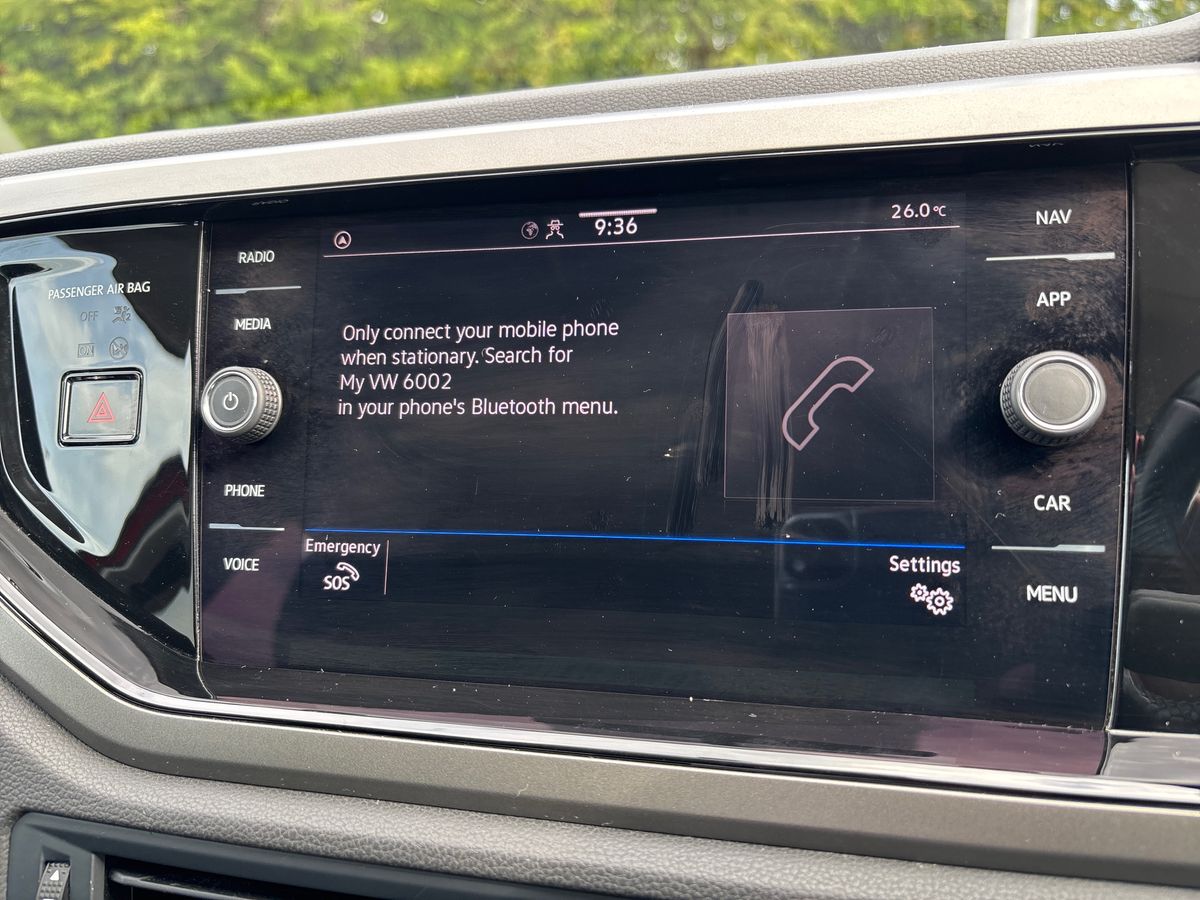 PASSENGER AIR BAG
OFF
ON
RADIO
MEDIA
PHONE
VOICE
9:36
26.0°C
Only connect your mobile phone
when stationary. Search for
My VW 6002
in your phone's Bluetooth menu.
Emergency
SOS
Settings
NAV
APP
CAR
MENU